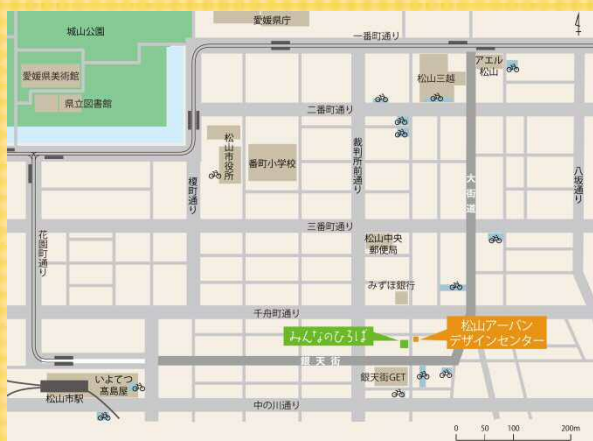 愛媛県庁
城山公園
一番町通り
4
愛媛県美術館
県立図書館
松山三越
アエル
松山
二番町通り
松山市役所
番町小学校
裁判所前通り
榎町通り
大街道
八坂通り
花園町通り
三番町通り
松山中央
郵便局
みずほ銀行
千舟町通り
みんなのひろば
松山アーバン
デザインセンター
銀天街
いよてつ
髙島屋
松山市駅
銀天街GET
中の川通り
0 50 100 200m